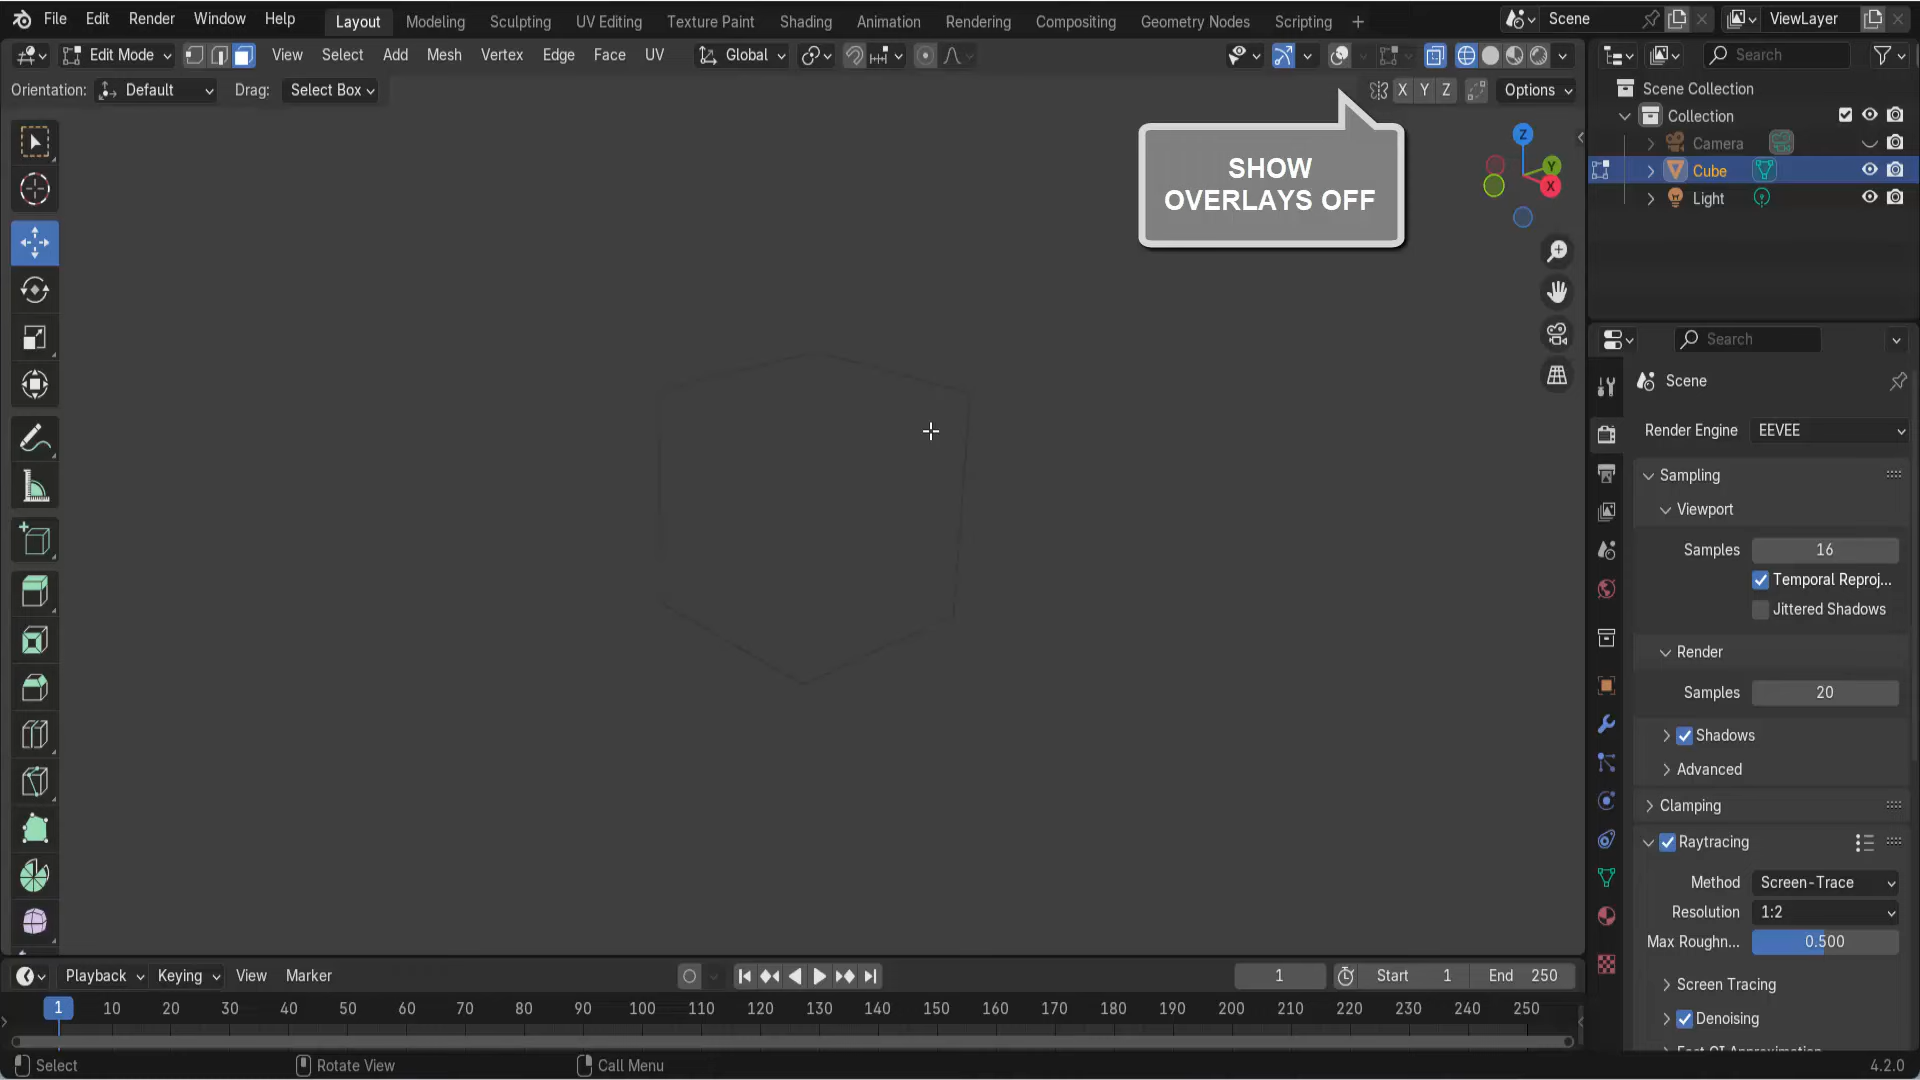 File Edit Render Window Help Layout Modeling Sculpting UV Editing Texture Paint Shading Animation Rendering Compositing Geometry Nodes Scripting + Scene ViewLayer
Edit Mode View Select Add Mesh Vertex Edge Face UV Global Search
Orientation: Default Drag: Select Box X Y Z Options
Scene Collection
Collection
Camera
Cube
Light
SHOW
OVERLAYS OFF
Z
Y
X
Search
Scene
Render Engine EEVEE
Sampling
Viewport
Samples 16
Temporal Reproj...
Jittered Shadows
Render
Samples 20
Shadows
Advanced
Clamping
Raytracing
Method Screen-Trace
Resolution 1:2
Max Roughn... 0.500
Screen Tracing
Denoising
Playback Keying View Marker 1 Start 1 End 250
1 10 20 30 40 50 60 70 80 90 100 110 120 130 140 150 160 170 180 190 200 210 220 230 240 250
Select Rotate View Call Menu 4.2.0